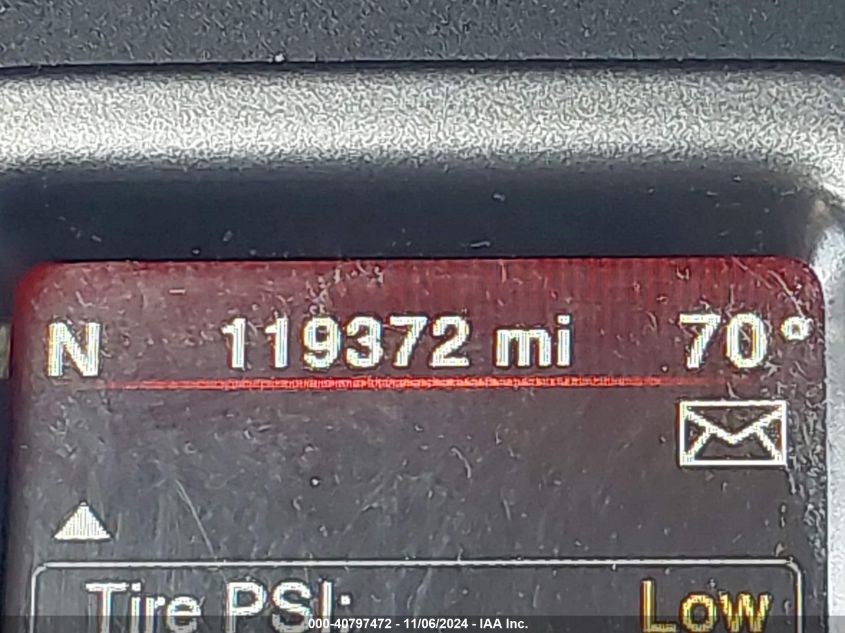 N 119372 mi 70°
Tire PSI: Low
000-40797472 - 11/06/2024 - IAA Inc.